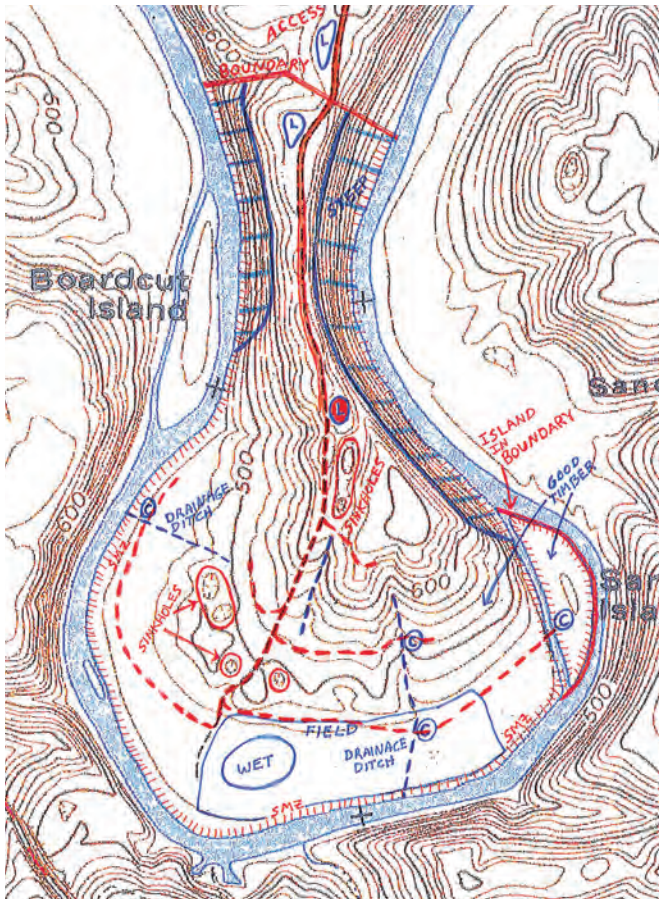 600
ACCESS
L
BOUNDARY
500
L
STEEP
Boardcut
Island
L
ISLAND
IN
BOUNDARY
GOOD
TIMBER
500
SINKHOLES
600
C
DRAINAGE
DITCH
SMZ
600
SINKHOLES
C
C
FIELD
C
DRAINAGE
DITCH
WET
SMZ
500
SMZ